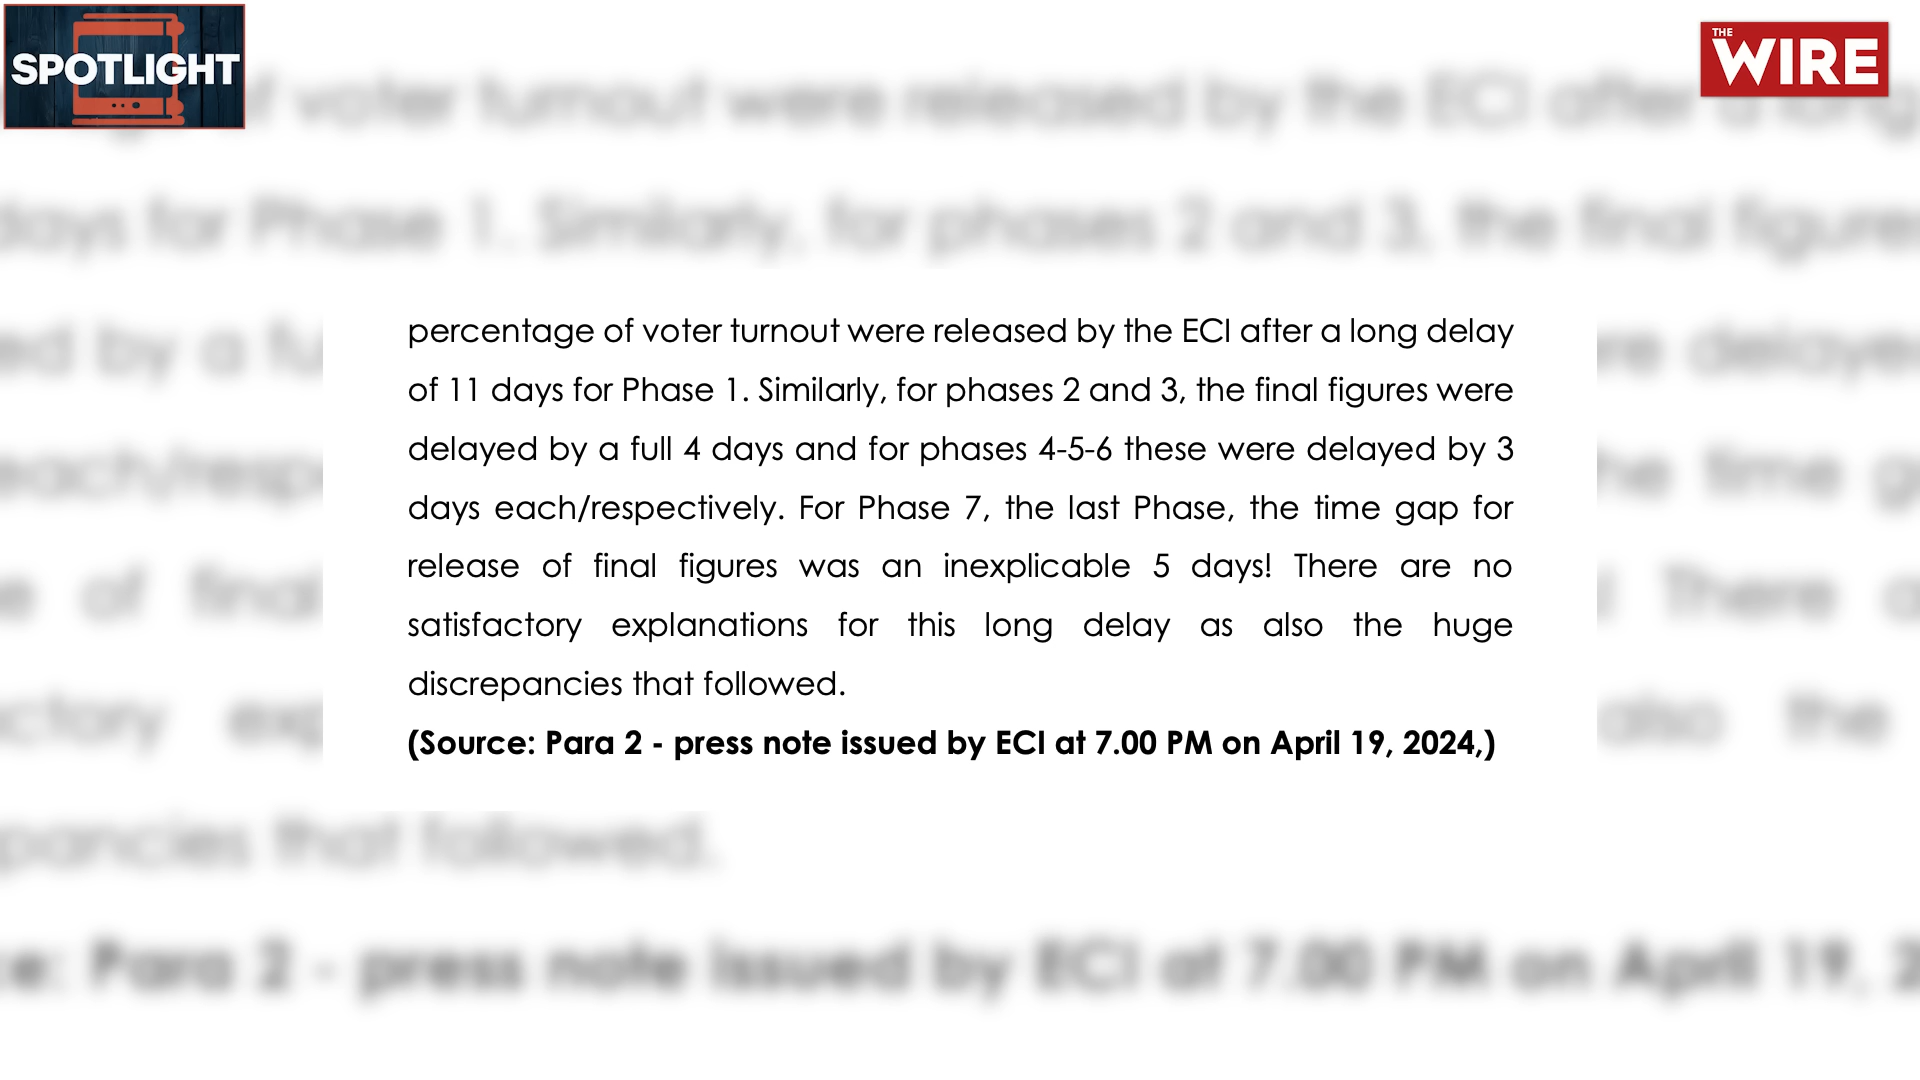 SPOTLIGHT
THE
WIRE
percentage of voter turnout were released by the ECI after a long delay
of 11 days for Phase 1. Similarly, for phases 2 and 3, the final figures were
delayed by a full 4 days and for phases 4-5-6 these were delayed by 3
days each/respectively. For Phase 7, the last Phase, the time gap for
release of final figures was an inexplicable 5 days! There are no
satisfactory explanations for this long delay as also the huge
discrepancies that followed.
(Source: Para 2 - press note issued by ECI at 7.00 PM on April 19, 2024,)